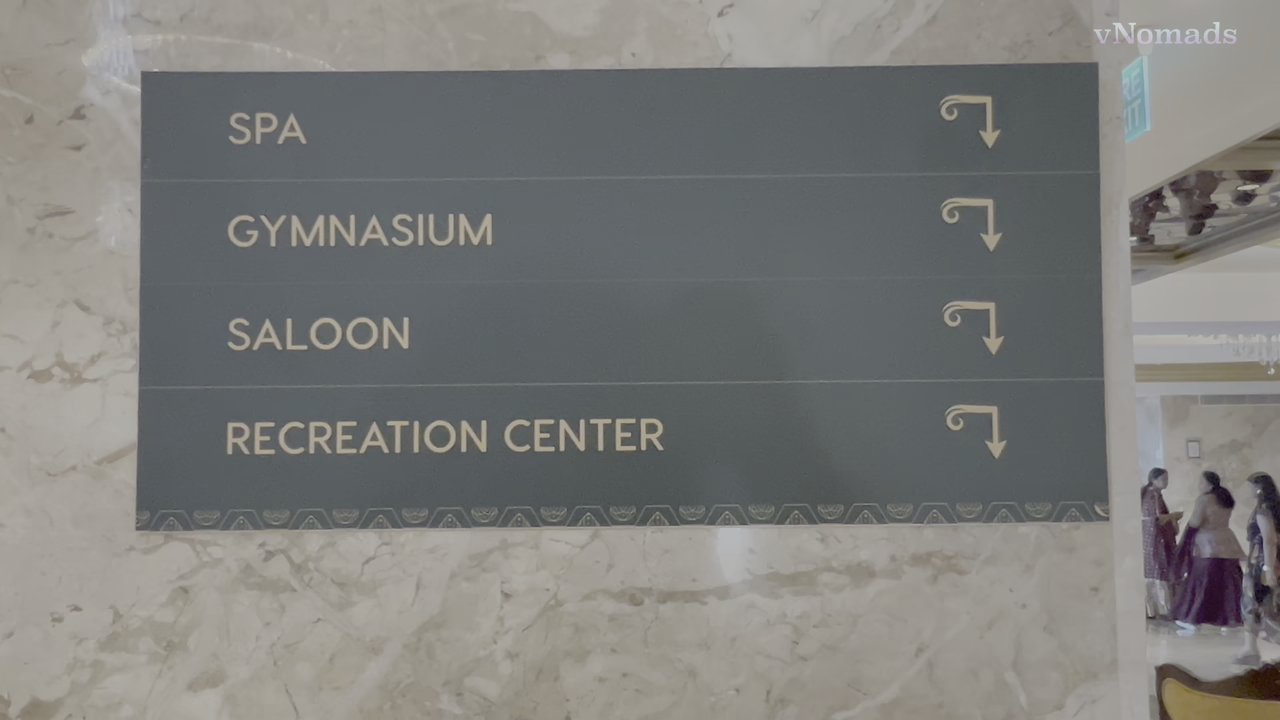 vNomads
SPA
GYMNASIUM
SALOON
RECREATION CENTER